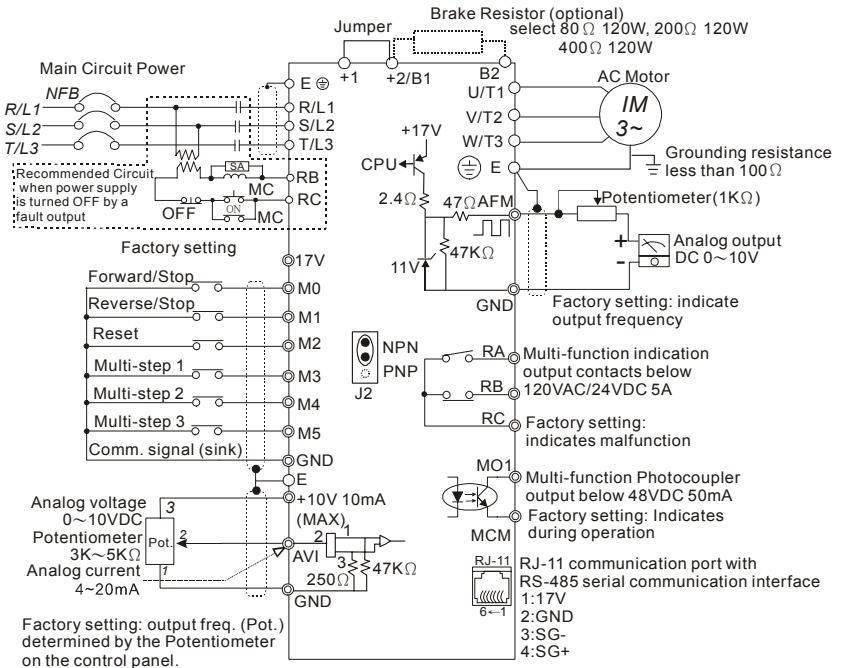 Brake Resistor (optional)
select 80Ω 120W, 200Ω 120W
400Ω 120W
Jumper
+1
+2/B1
B2
Main Circuit Power
NFB
R/L1
S/L2
T/L3
E
R/L1
S/L2
T/L3
U/T1
V/T2
W/T3
E
AC Motor
IM
3~
Grounding resistance
less than 100Ω
Recommended Circuit
when power supply
is turned OFF by a
fault output
SA
MC
OFF
ON
MC
RB
RC
+17V
CPU
2.4Ω
47Ω
AFM
47KΩ
11V
GND
Potentiometer(1KΩ)
+
-
Analog output
DC 0~10V
Factory setting: indicate
output frequency
Factory setting
17V
Forward/Stop
M0
Reverse/Stop
M1
Reset
M2
Multi-step 1
M3
Multi-step 2
M4
Multi-step 3
M5
Comm. signal (sink)
GND
E
NPN
PNP
J2
RA
RB
RC
Multi-function indication
output contacts below
120VAC/24VDC 5A
Factory setting:
indicates malfunction
MO1
MCM
Multi-function Photocoupler
output below 48VDC 50mA
Factory setting: Indicates
during operation
Analog voltage
0~10VDC
Potentiometer
3K~5KΩ
Analog current
4~20mA
3
Pot.
2
1
+10V 10mA
(MAX)
AVI
GND
1
2
3
250Ω
47KΩ
RJ-11
6←1
RJ-11 communication port with
RS-485 serial communication interface
1:17V
2:GND
3:SG-
4:SG+
Factory setting: output freq. (Pot.)
determined by the Potentiometer
on the control panel.